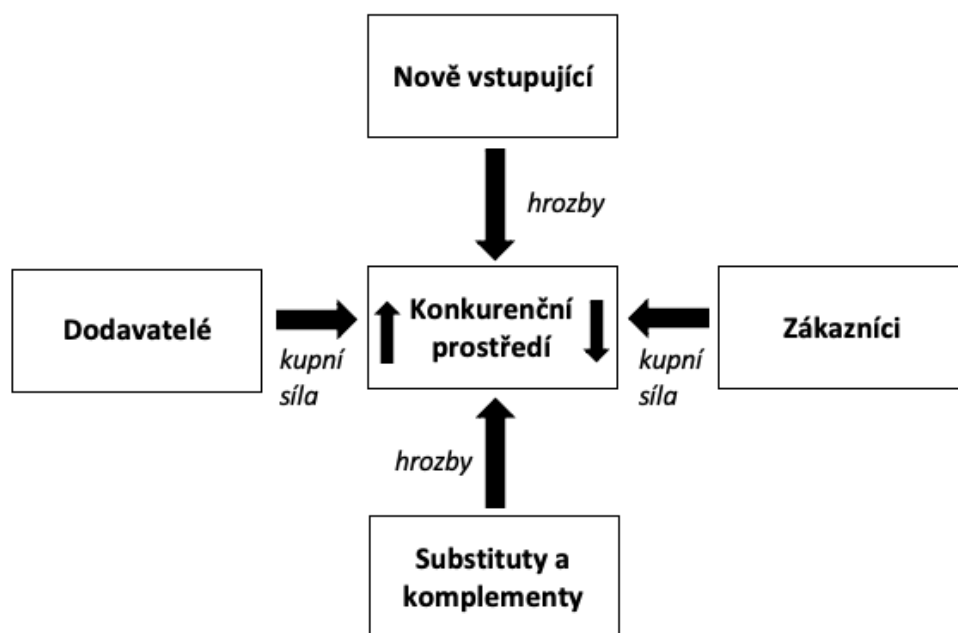 Nově vstupující
hrozby
Dodavatelé
kupní
síla
Konkurenční
prostředí
kupní
síla
Zákazníci
hrozby
Substituty a
komplementy